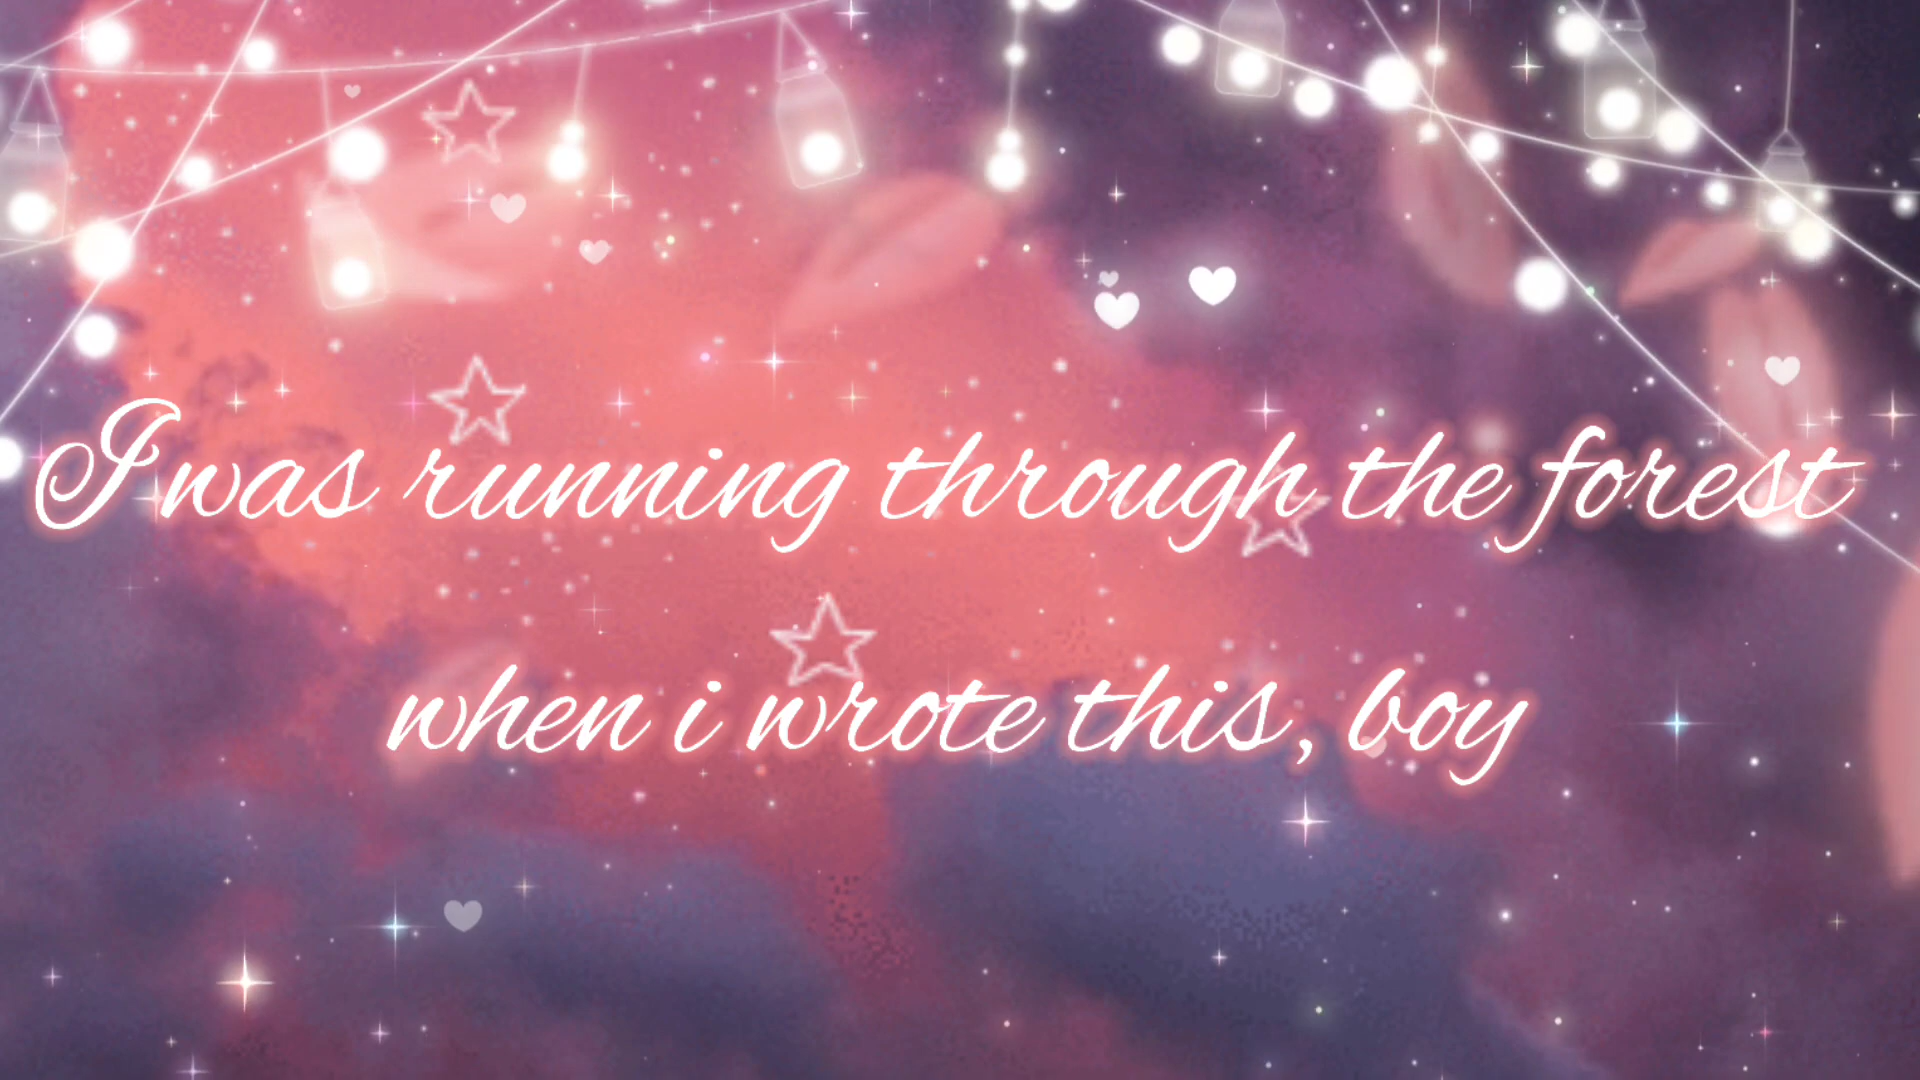 I was running through the forest
when i wrote this, boy